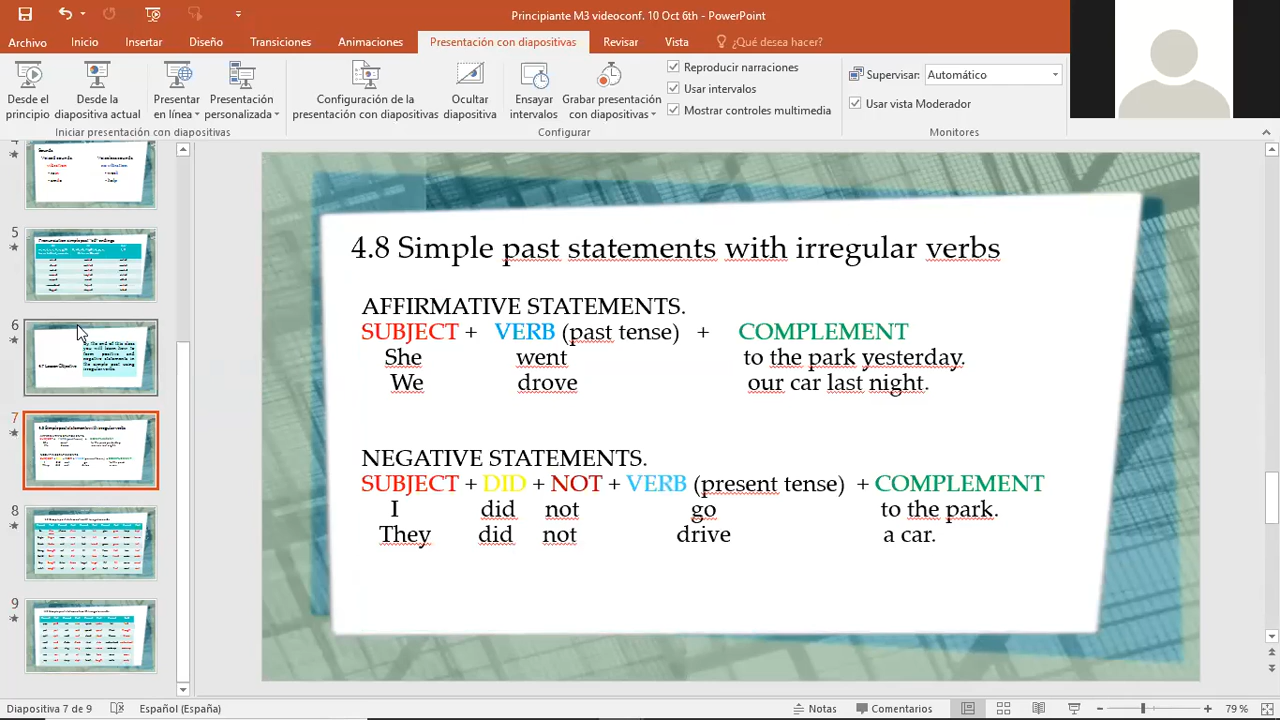 Principiante M3 videoconf. 10 Oct 6th - PowerPoint
Archivo Inicio Insertar Diseño Transiciones Animaciones Presentación con diapositivas Revisar Vista ¿Qué desea hacer?
Desde el principio
Desde la diapositiva actual
Presentar en línea
Presentación personalizada
Iniciar presentación con diapositivas
Configuración de la presentación con diapositivas
Ocultar diapositiva
Ensayar intervalos
Grabar presentación con diapositivas
Reproducir narraciones
Usar intervalos
Mostrar controles multimedia
Configurar
Supervisar: Automático
Usar vista Moderador
Monitores
5
6
7
8
9
4.8 Simple past statements with irregular verbs
AFFIRMATIVE STATEMENTS.
SUBJECT + VERB (past tense) + COMPLEMENT
She went to the park yesterday.
We drove our car last night.
NEGATIVE STATEMENTS.
SUBJECT + DID + NOT + VERB (present tense) + COMPLEMENT
I did not go to the park.
They did not drive a car.
Diapositiva 7 de 9 Español (España) Notas Comentarios 79 %